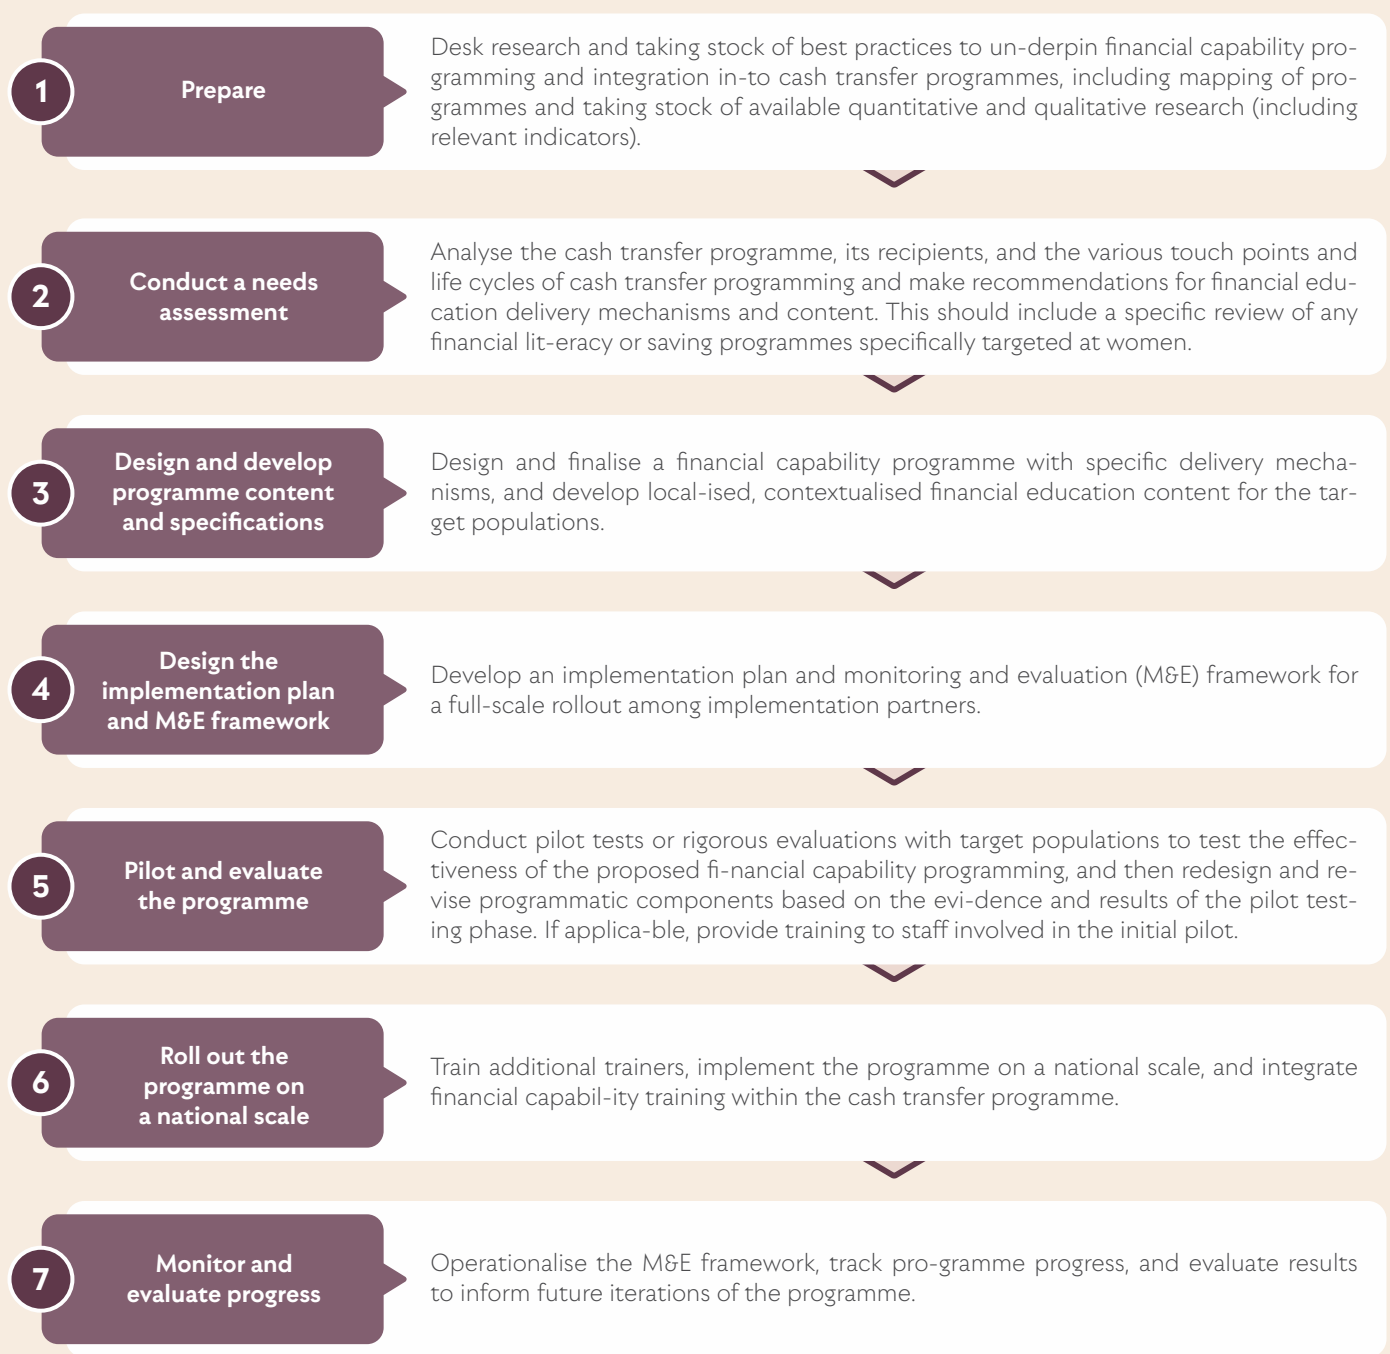 1
Prepare
Desk research and taking stock of best practices to un-derpin financial capability pro-
gramming and integration in-to cash transfer programmes, including mapping of pro-
grammes and taking stock of available quantitative and qualitative research (including
relevant indicators).
2
Conduct a needs
assessment
Analyse the cash transfer programme, its recipients, and the various touch points and
life cycles of cash transfer programming and make recommendations for financial edu-
cation delivery mechanisms and content. This should include a specific review of any
financial lit-eracy or saving programmes specifically targeted at women.
3
Design and develop
programme content
and specifications
Design and finalise a financial capability programme with specific delivery mecha-
nisms, and develop local-ised, contextualised financial education content for the tar-
get populations.
4
Design the
implementation plan
and M&E framework
Develop an implementation plan and monitoring and evaluation (M&E) framework for
a full-scale rollout among implementation partners.
5
Pilot and evaluate
the programme
Conduct pilot tests or rigorous evaluations with target populations to test the effec-
tiveness of the proposed fi-nancial capability programming, and then redesign and re-
vise programmatic components based on the evi-dence and results of the pilot test-
ing phase. If applica-ble, provide training to staff involved in the initial pilot.
6
Roll out the
programme on
a national scale
Train additional trainers, implement the programme on a national scale, and integrate
financial capabil-ity training within the cash transfer programme.
7
Monitor and
evaluate progress
Operationalise the M&E framework, track pro-gramme progress, and evaluate results
to inform future iterations of the programme.